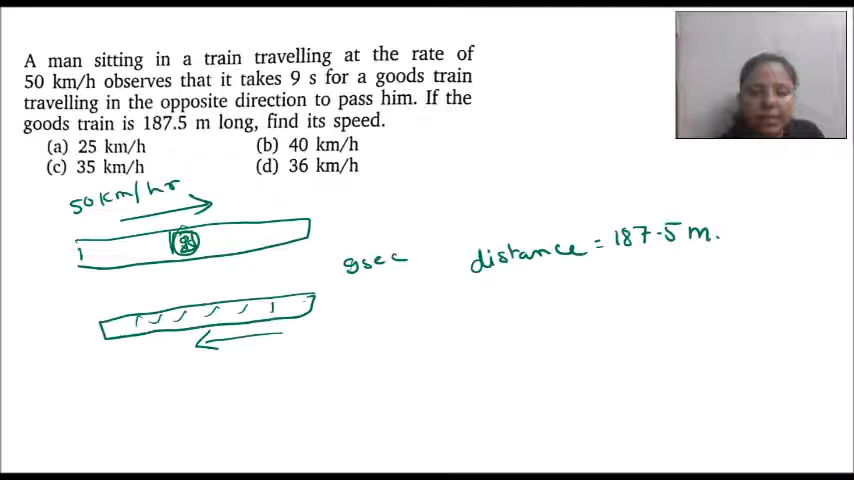 A man sitting in a train travelling at the rate of
50 km/h observes that it takes 9 s for a goods train
travelling in the opposite direction to pass him. If the
goods train is 187.5 m long, find its speed.
(a) 25 km/h (b) 40 km/h
(c) 35 km/h (d) 36 km/h
50 km/hr
9sec distance = 187.5 m.